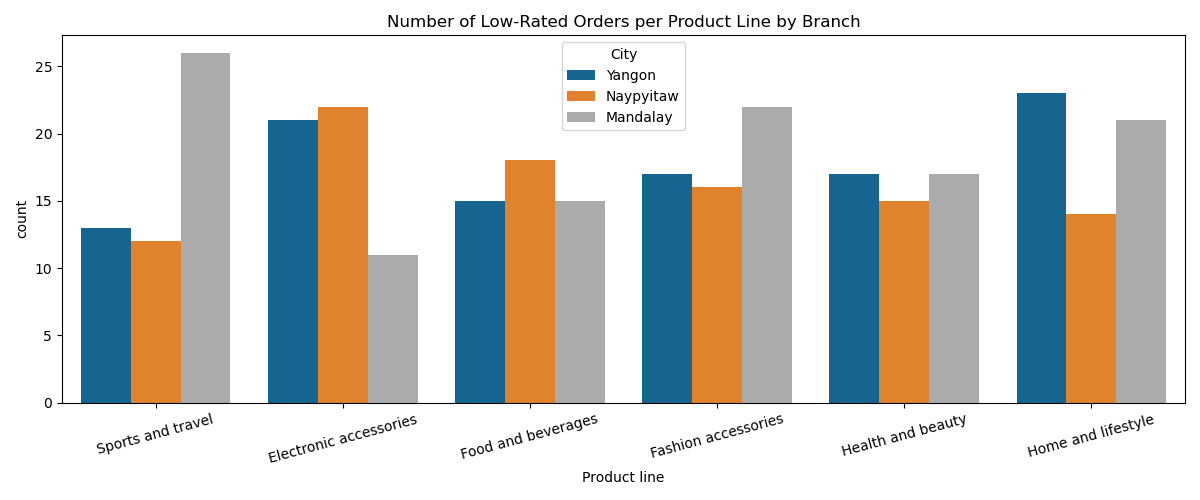 Number of Low-Rated Orders per Product Line by Branch
City
Yangon
Naypyitaw
Mandalay
count
25
20
15
10
5
0
Sports and travel
Electronic accessories
Food and beverages
Fashion accessories
Health and beauty
Home and lifestyle
Product line